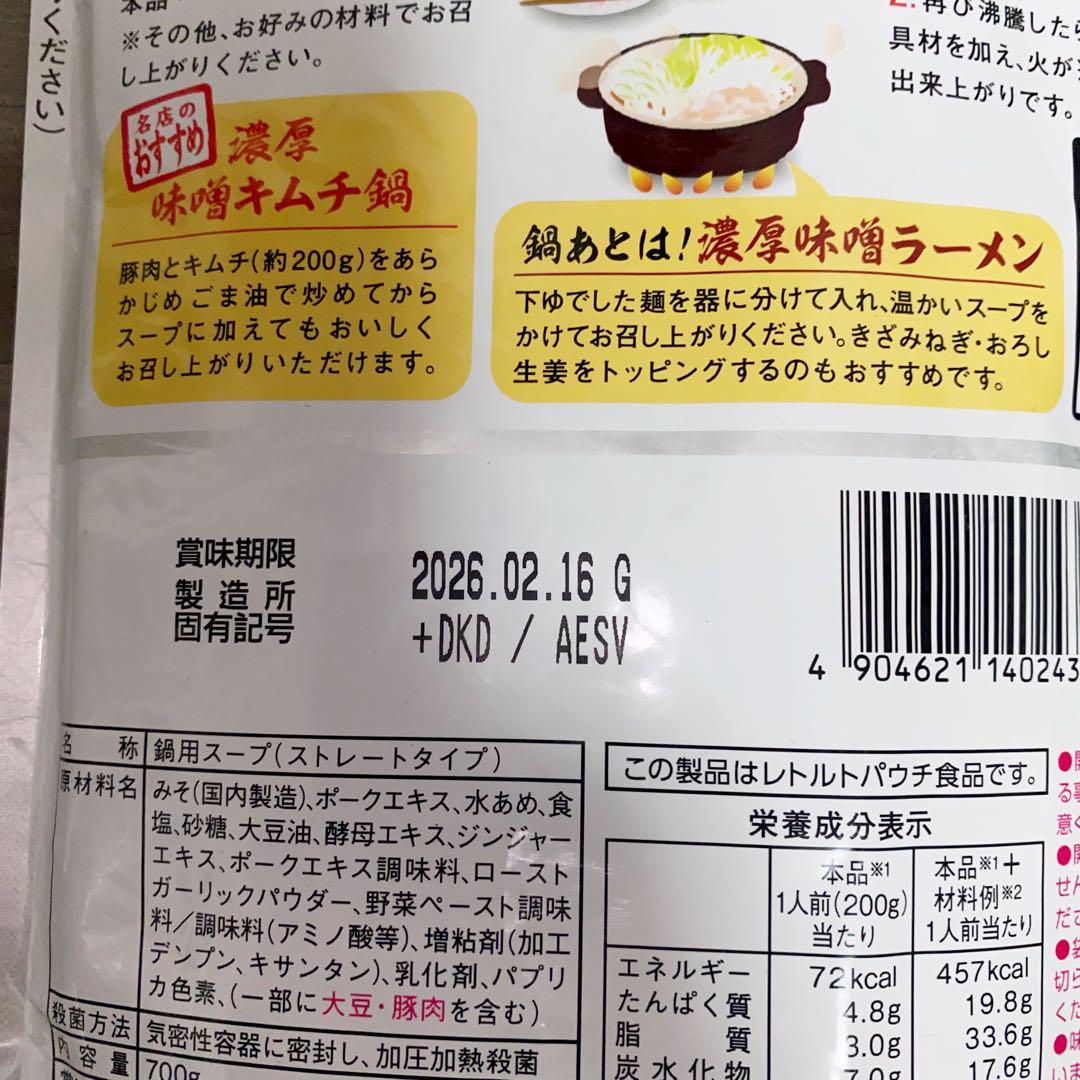 ください)
本品
※その他、お好みの材料でお召
し上がりください。
名店の
おすすめ
濃厚
味噌キムチ鍋
豚肉とキムチ(約200g)をあら
かじめごま油で炒めてから
スープに加えてもおいしく
お召し上がりいただけます。
2.再び沸騰したら
具材を加え、火が
出来上がりです。
鍋あとは!濃厚味噌ラーメン
下ゆでした麺を器に分けて入れ、温かいスープを
かけてお召し上がりください。きざみねぎ・おろし
生姜をトッピングするのもおすすめです。
賞味期限
製造所
固有記号
2026.02.16 G
+DKD / AESV
4 904621 140243
名称 鍋用スープ(ストレートタイプ)
原材料名 みそ(国内製造)、ポークエキス、水あめ、食
塩、砂糖、大豆油、酵母エキス、ジンジャー
エキス、ポークエキス調味料、ロースト
ガーリックパウダー、野菜ペースト調味
料/調味料(アミノ酸等)、増粘剤(加工
デンプン、キサンタン)、乳化剤、パプリ
カ色素、(一部に大豆・豚肉を含む)
殺菌方法 気密性容器に密封し、加圧加熱殺菌
内容量 700g
この製品はレトルトパウチ食品です。
栄養成分表示
本品※1
1人前(200g)
当たり
本品※1+
材料例※2
1人前当たり
エネルギー 72kcal 457kcal
たんぱく質 4.8g 19.8g
脂質 3.0g 33.6g
炭水化物 7.0g 17.6g